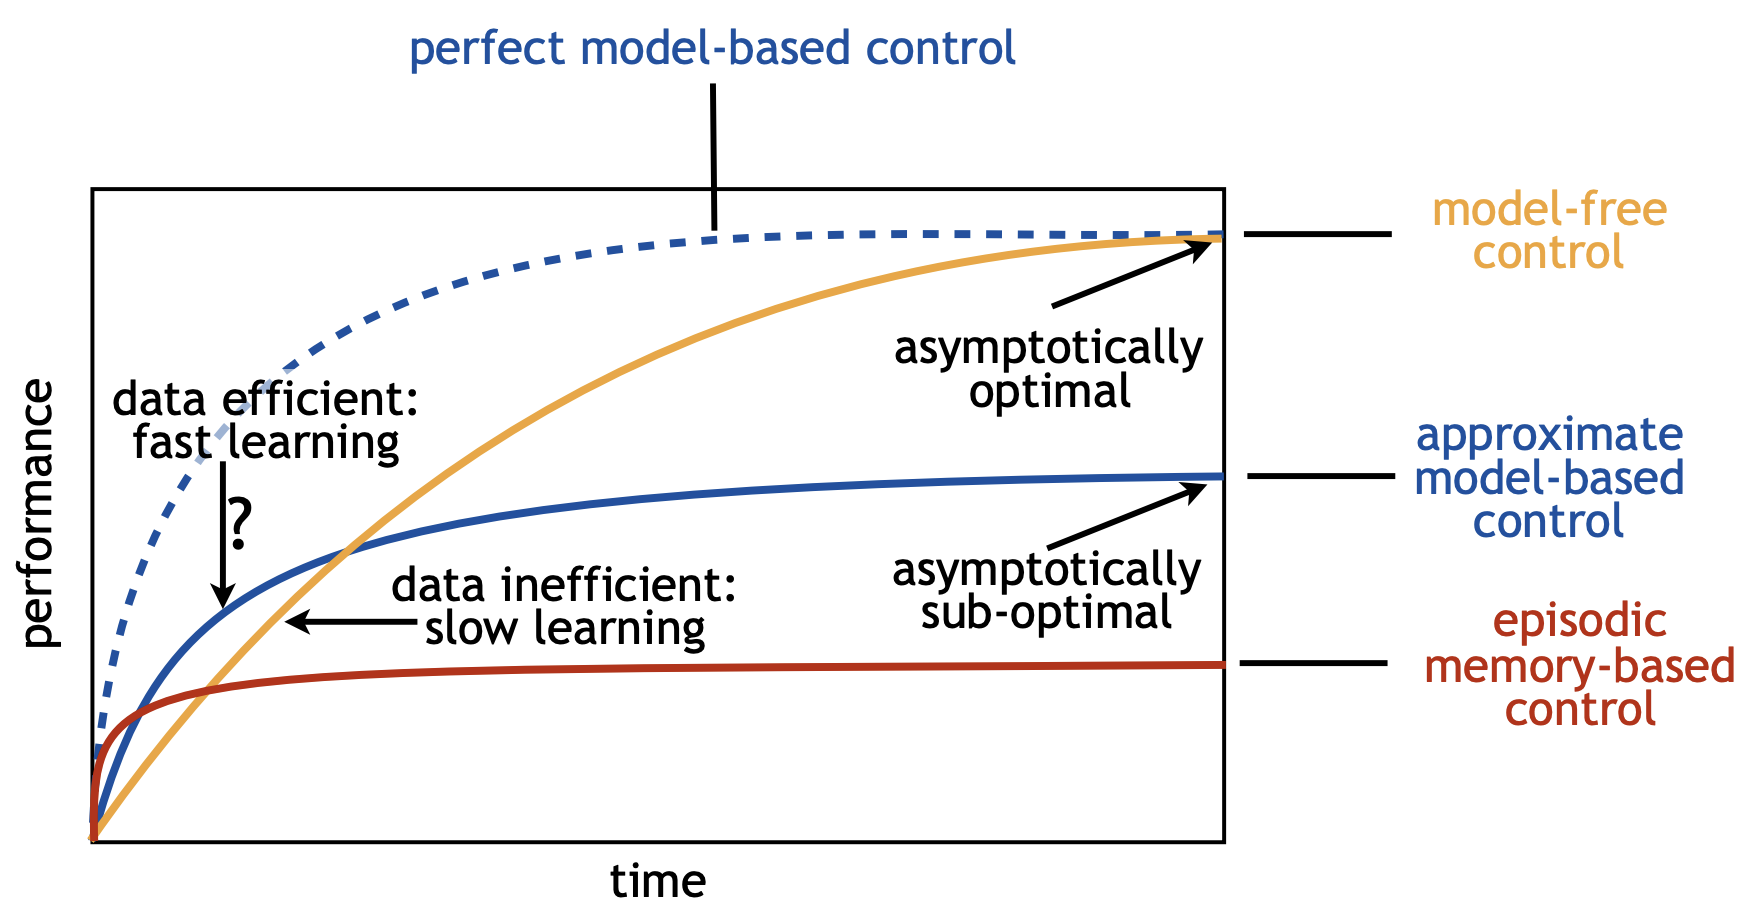 perfect model-based control
model-free
control
asymptotically
optimal
data efficient:
fast learning
?
approximate
model-based
control
data inefficient:
slow learning
asymptotically
sub-optimal
episodic
memory-based
control
performance
time